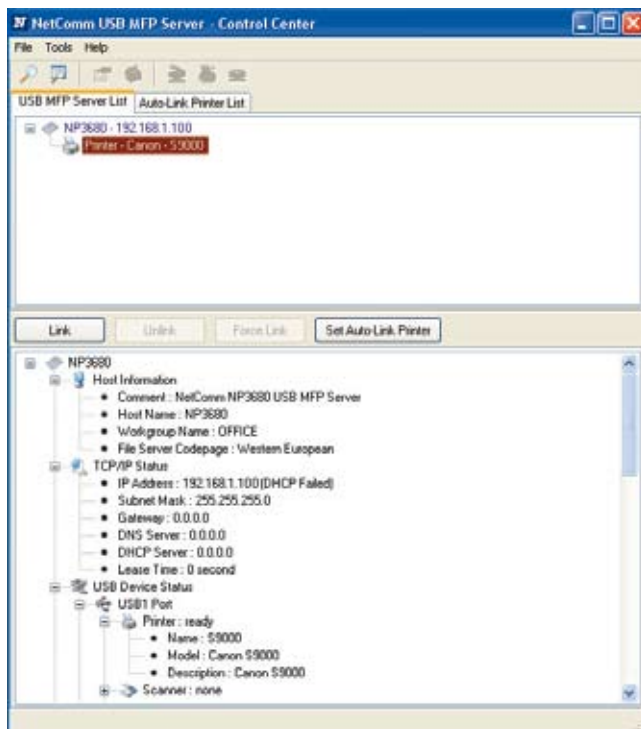 NetComm USB MFP Server - Control Center
File Tools Help
USB MFP Server List Auto-Link Printer List
NP3680 - 192.168.1.100
Printer - Canon - S9000
Link Unlink Force Link Set Auto-Link Printer
NP3680
Host Information
Comment : NetComm NP3680 USB MFP Server
Host Name : NP3680
Workgroup Name : OFFICE
File Server Codepage : Western European
TCP/IP Status
IP Address : 192.168.1.100(DHCP Failed)
Subnet Mask : 255.255.255.0
Gateway : 0.0.0.0
DNS Server : 0.0.0.0
DHCP Server : 0.0.0.0
Lease Time : 0 second
USB Device Status
USB1 Port
Printer : ready
Name : S9000
Model : Canon S9000
Description : Canon S9000
Scanner : none